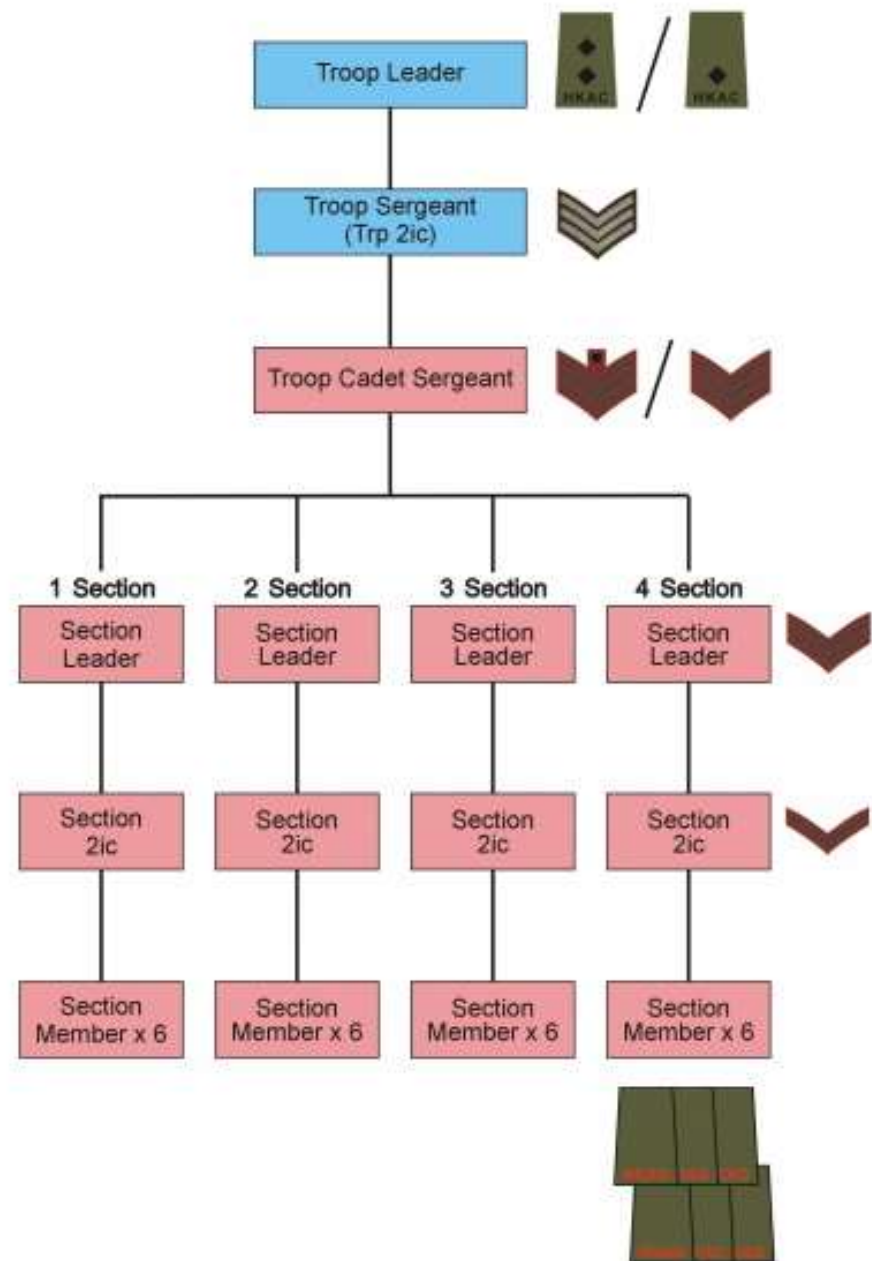 Troop Leader
HKAC
HKAC
Troop Sergeant
(Trp 2ic)
Troop Cadet Sergeant
1 Section
2 Section
3 Section
4 Section
Section
Leader
Section
Leader
Section
Leader
Section
Leader
Section
2ic
Section
2ic
Section
2ic
Section
2ic
Section
Member x 6
Section
Member x 6
Section
Member x 6
Section
Member x 6